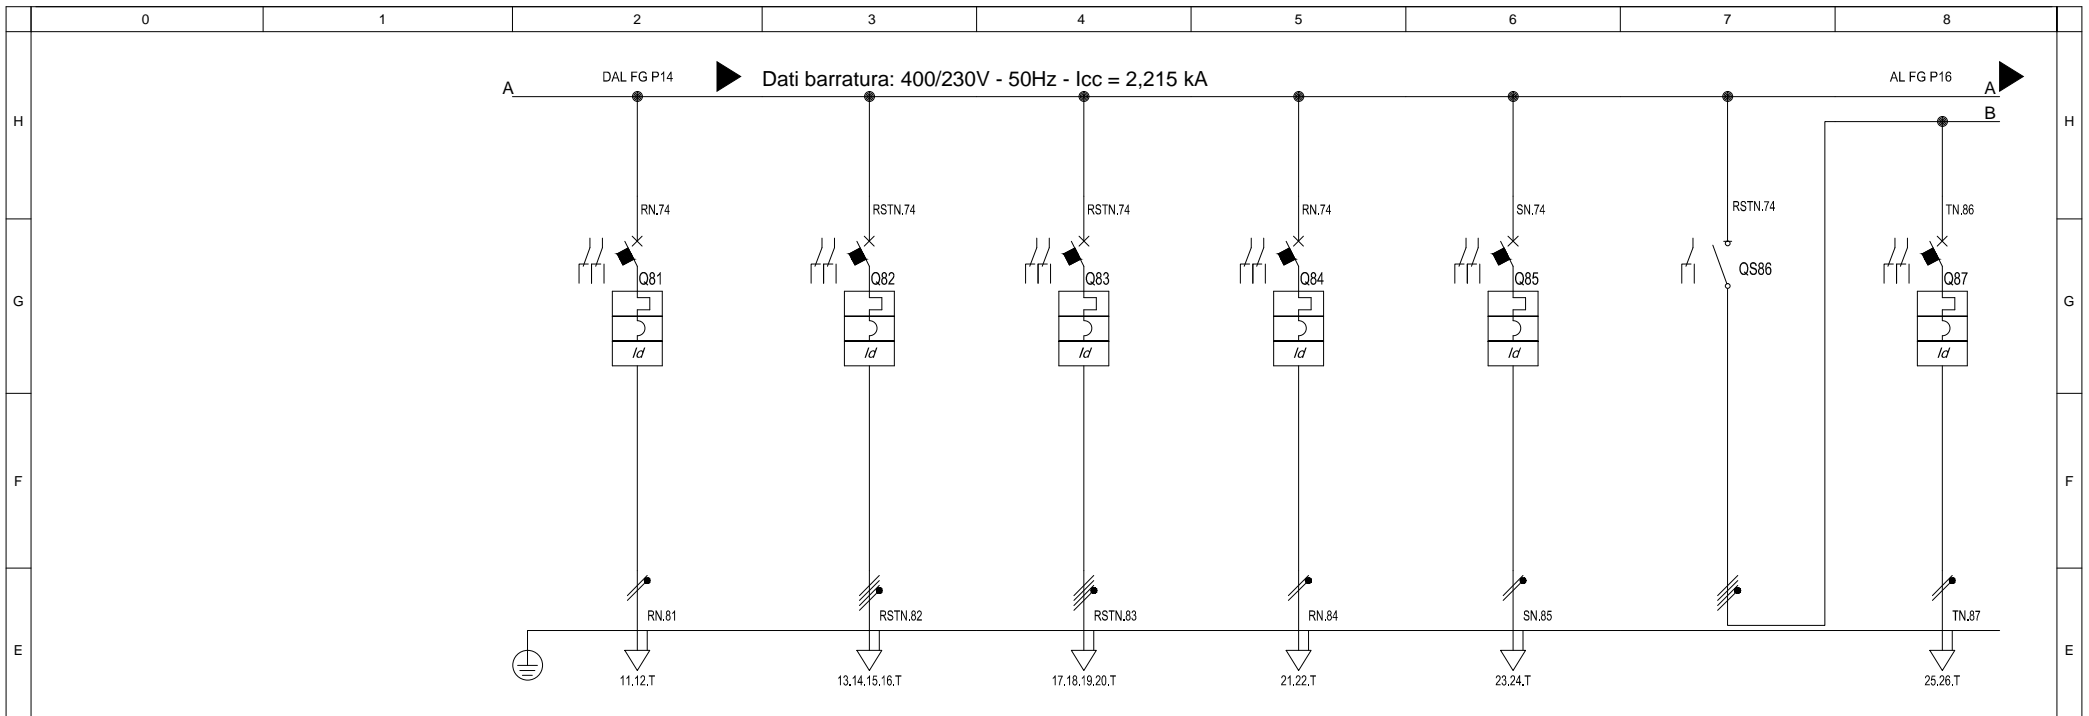 0 1 2 3 4 5 6 7 8
DAL FG P14 Dati barratura: 400/230V - 50Hz - Icc = 2,215 kA AL FG P16
A A
B
H H
RN.74 RSTN.74 RSTN.74 RN.74 SN.74 RSTN.74 TN.86
Q81 Q82 Q83 Q84 Q85 QS86 Q87
G G
Id Id Id Id Id Id
F F
RN.81 RSTN.82 RSTN.83 RN.84 SN.85 TN.87
E E
11.12.T 13.14.15.16.T 17.18.19.20.T 21.22.T 23.24.T 25.26.T